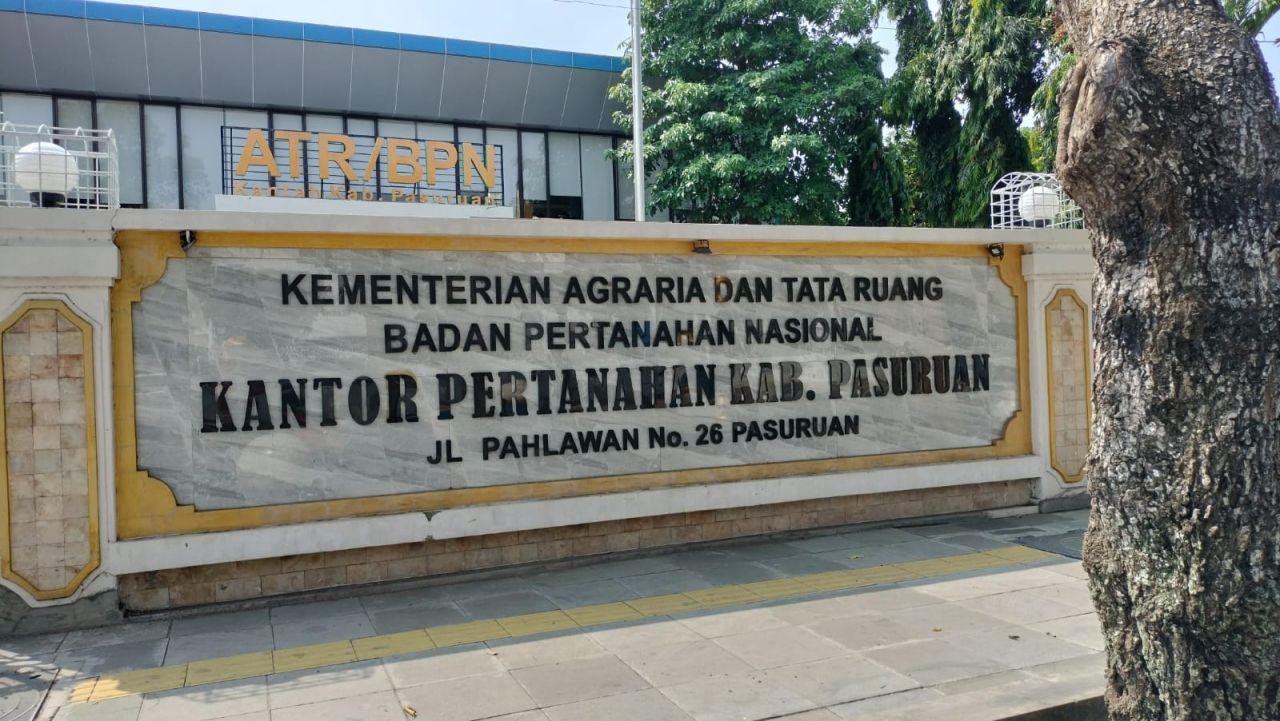 ATR/BPN
Kantah Kab. Pasuruan
KEMENTERIAN AGRARIA DAN TATA RUANG
BADAN PERTANAHAN NASIONAL
KANTOR PERTANAHAN KAB. PASURUAN
JL PAHLAWAN No. 26 PASURUAN